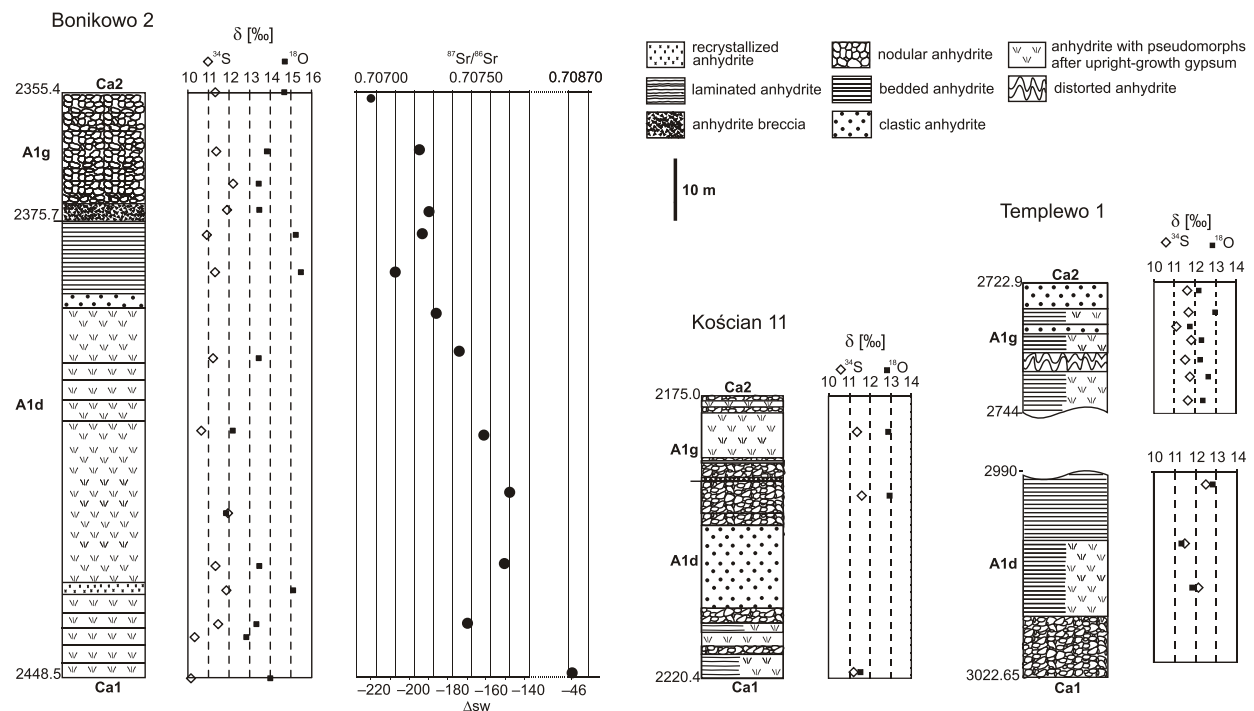 Bonikowo 2
δ [‰]
34S 18O
10 11 12 13 14 15 16
87Sr/86Sr
0.70700 0.70750 0.70870
2355.4
Ca2
A1g
2375.7
A1d
2448.5
Ca1
–220 –200 –180 –160 –140 –46
Δsw
recrystallized
anhydrite
laminated anhydrite
anhydrite breccia
nodular anhydrite
bedded anhydrite
clastic anhydrite
anhydrite with pseudomorphs
after upright-growth gypsum
distorted anhydrite
10 m
Kościan 11
δ [‰]
34S 18O
10 11 12 13 14
2175.0
Ca2
A1g
A1d
2220.4
Ca1
Templewo 1
δ [‰]
34S 18O
10 11 12 13 14
2722.9
Ca2
A1g
2744
10 11 12 13 14
2990
A1d
3022.65
Ca1